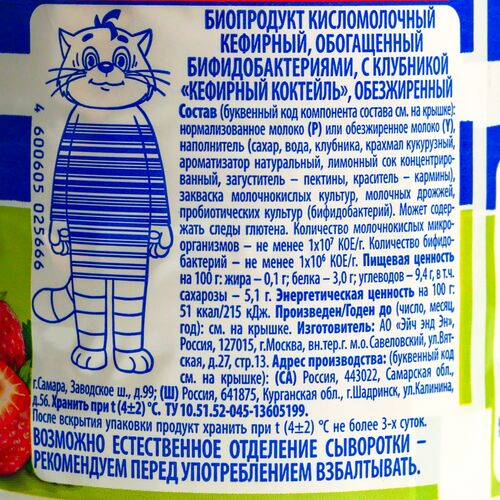 БИОПРОДУКТ КИСЛОМОЛОЧНЫЙ
КЕФИРНЫЙ, ОБОГАЩЕННЫЙ
БИФИДОБАКТЕРИЯМИ, С КЛУБНИКОЙ
«КЕФИРНЫЙ КОКТЕЙЛЬ», ОБЕЗЖИРЕННЫЙ
Состав (буквенный код компонента состава см. на крышке):
нормализованное молоко (P) или обезжиренное молоко (Y),
наполнитель (сахар, вода, клубника, крахмал кукурузный,
ароматизатор натуральный, лимонный сок концентриро-
ванный, загуститель – пектины, краситель – кармины),
закваска молочнокислых культур, молочных дрожжей,
пробиотических культур (бифидобактерий). Может содер-
жать следы глютена. Количество молочнокислых микро-
организмов – не менее 1х10⁷ КОЕ/г. Количество бифидо-
бактерий – не менее 1х10⁶ КОЕ/г. Пищевая ценность
на 100 г: жира – 0,1 г; белка – 3,0 г; углеводов – 9,4 г, в т.ч.
сахарозы – 5,1 г. Энергетическая ценность на 100 г:
51 ккал/215 кДж. Произведен/Годен до (число, месяц,
год): см. на крышке. Изготовитель: АО «Эйч энд Эн»,
Россия, 127015, г.Москва, вн.тер.г. м.о.Савеловский, ул.Вят-
ская, д.27, стр.13. Адрес производства: (буквенный код
см. на крышке): (CA) Россия, 443022, Самарская обл.,
г.Самара, Заводское ш., д.99; (Ш) Россия, 641875, Курганская обл., г.Шадринск, ул.Калинина,
д.56. Хранить при t (4±2) °C. ТУ 10.51.52-045-13605199.
После вскрытия упаковки продукт хранить при t (4±2) °C не более 3-х суток.
ВОЗМОЖНО ЕСТЕСТВЕННОЕ ОТДЕЛЕНИЕ СЫВОРОТКИ –
РЕКОМЕНДУЕМ ПЕРЕД УПОТРЕБЛЕНИЕМ ВЗБАЛТЫВАТЬ.
4 600605 025666